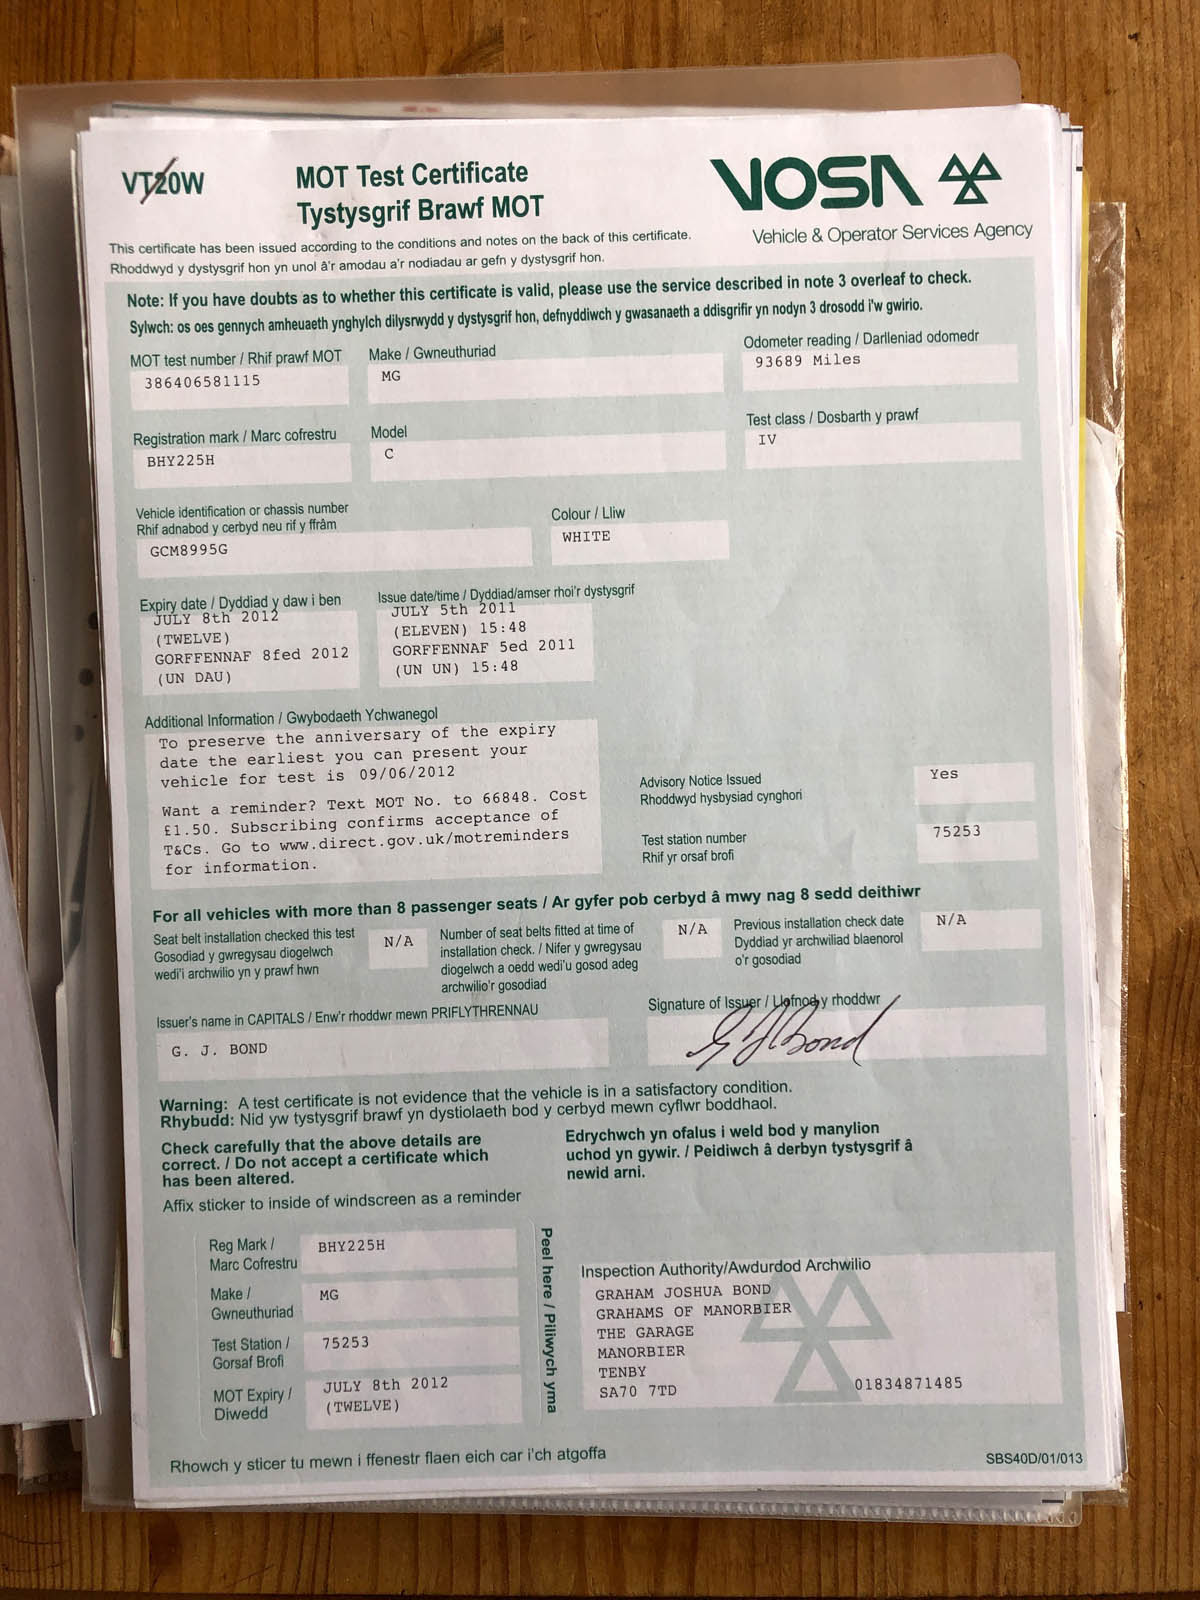 VT20W
MOT Test Certificate
Tystysgrif Brawf MOT
VOSA
Vehicle & Operator Services Agency
This certificate has been issued according to the conditions and notes on the back of this certificate.
Rhoddwyd y dystysgrif hon yn unol â'r amodau a'r nodiadau ar gefn y dystysgrif hon.
Note: If you have doubts as to whether this certificate is valid, please use the service described in note 3 overleaf to check.
Sylwch: os oes gennych amheuaeth ynghylch dilysrwydd y dystysgrif hon, defnyddiwch y gwasanaeth a ddisgrifir yn nodyn 3 drosodd i'w gwirio.
MOT test number / Rhif prawf MOT
386406581115
Make / Gwneuthuriad
MG
Odometer reading / Darlleniad odomedr
93689 Miles
Registration mark / Marc cofrestru
BHY225H
Model
C
Test class / Dosbarth y prawf
IV
Vehicle identification or chassis number
Rhif adnabod y cerbyd neu rif y ffrâm
GCM8995G
Colour / Lliw
WHITE
Expiry date / Dyddiad y daw i ben
JULY 8th 2012
(TWELVE)
GORFFENNAF 8fed 2012
(UN DAU)
Issue date/time / Dyddiad/amser rhoi'r dystysgrif
JULY 5th 2011
(ELEVEN) 15:48
GORFFENNAF 5ed 2011
(UN UN) 15:48
Additional Information / Gwybodaeth Ychwanegol
To preserve the anniversary of the expiry
date the earliest you can present your
vehicle for test is 09/06/2012
Want a reminder? Text MOT No. to 66848. Cost
£1.50. Subscribing confirms acceptance of
T&Cs. Go to www.direct.gov.uk/motreminders
for information.
Advisory Notice Issued
Rhoddwyd hysbysiad cynghori
Yes
Test station number
Rhif yr orsaf brofi
75253
For all vehicles with more than 8 passenger seats / Ar gyfer pob cerbyd â mwy nag 8 sedd deithiwr
Seat belt installation checked this test
Gosodiad y gwregysau diogelwch
wedi'i archwilio yn y prawf hwn
N/A
Number of seat belts fitted at time of
installation check. / Nifer y gwregysau
diogelwch a oedd wedi'u gosod adeg
archwilio'r gosodiad
N/A
Previous installation check date
Dyddiad yr archwiliad blaenorol
o'r gosodiad
N/A
Issuer's name in CAPITALS / Enw'r rhoddwr mewn PRIFLYTHRENNAU
G. J. BOND
Signature of Issuer / Llofnod y rhoddwr
G J Bond
Warning: A test certificate is not evidence that the vehicle is in a satisfactory condition.
Rhybudd: Nid yw tystysgrif brawf yn dystiolaeth bod y cerbyd mewn cyflwr boddhaol.
Check carefully that the above details are
correct. / Do not accept a certificate which
has been altered.
Edrychwch yn ofalus i weld bod y manylion
uchod yn gywir. / Peidiwch â derbyn tystysgrif â
newid arni.
Affix sticker to inside of windscreen as a reminder
Reg Mark /
Marc Cofrestru
BHY225H
Make /
Gwneuthuriad
MG
Test Station /
Gorsaf Brofi
75253
MOT Expiry /
Diwedd
JULY 8th 2012
(TWELVE)
Peel here / Piliwych yma
Inspection Authority/Awdurdod Archwilio
GRAHAM JOSHUA BOND
GRAHAMS OF MANORBIER
THE GARAGE
MANORBIER
TENBY
SA70 7TD
01834871485
Rhowch y sticer tu mewn i ffenestr flaen eich car i'ch atgoffa
SBS40D/01/013